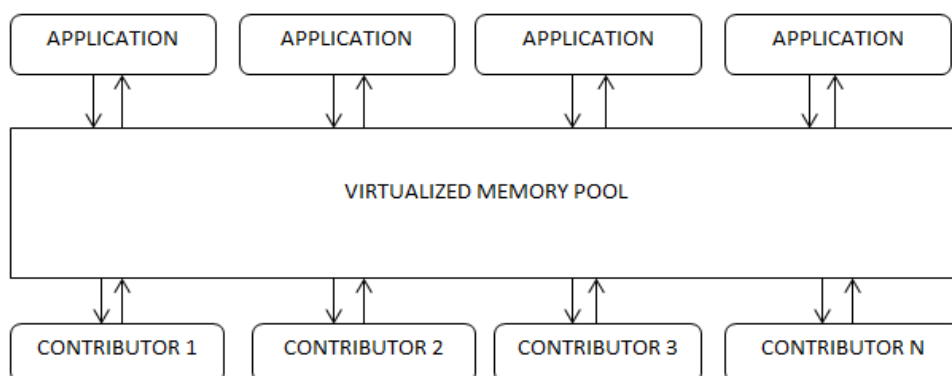 APPLICATION
APPLICATION
APPLICATION
APPLICATION
VIRTUALIZED MEMORY POOL
CONTRIBUTOR 1
CONTRIBUTOR 2
CONTRIBUTOR 3
CONTRIBUTOR N